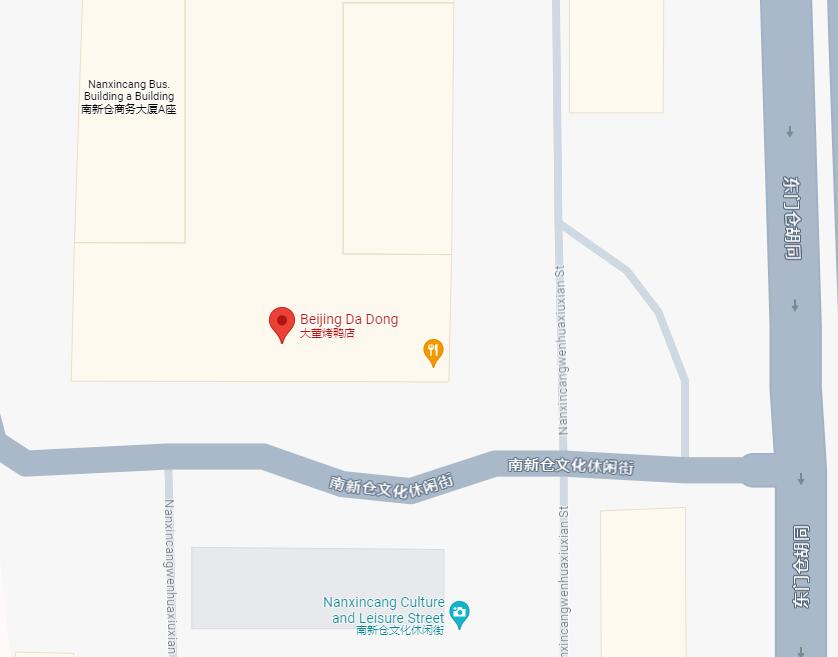 Nanxincang Bus.
Building a Building
南新仓商务大厦A座
东门仓胡同
Beijing Da Dong
大董烤鸭店
Nanxincangwenhuaxiuxian St
南新仓文化休闲街
南新仓文化休闲街
Nanxincangwenhuaxiuxian
Nanxincang Culture
and Leisure Street
南新仓文化休闲街
nxincangwenhuaxiuxian St
东门仓胡同